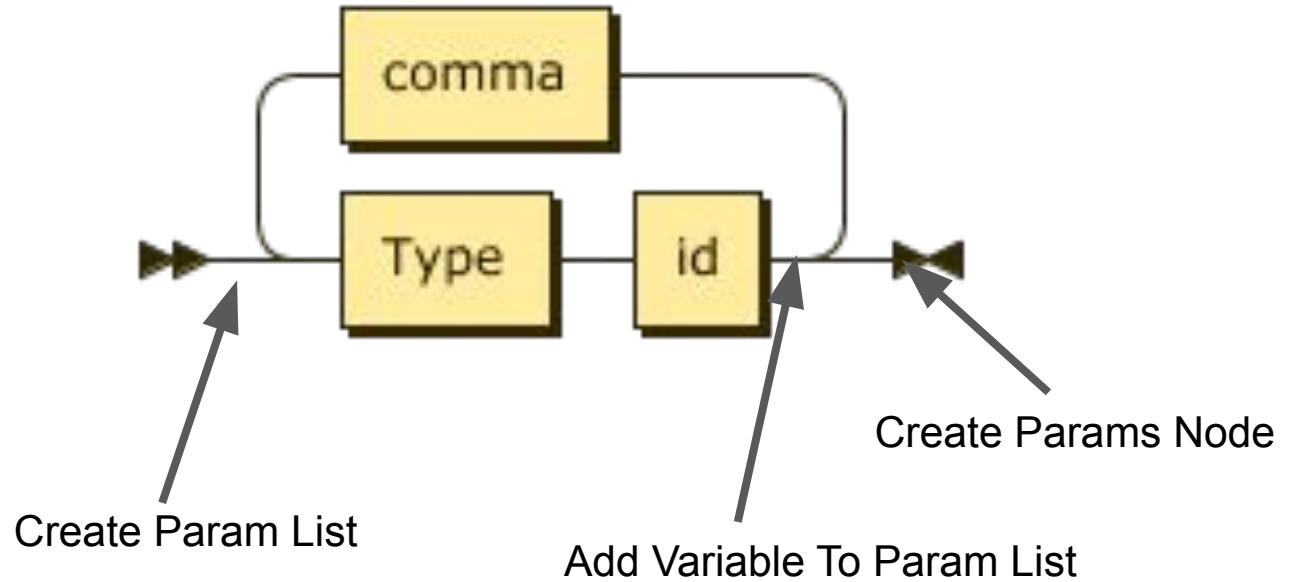 comma
Type
id
Create Params Node
Create Param List
Add Variable To Param List